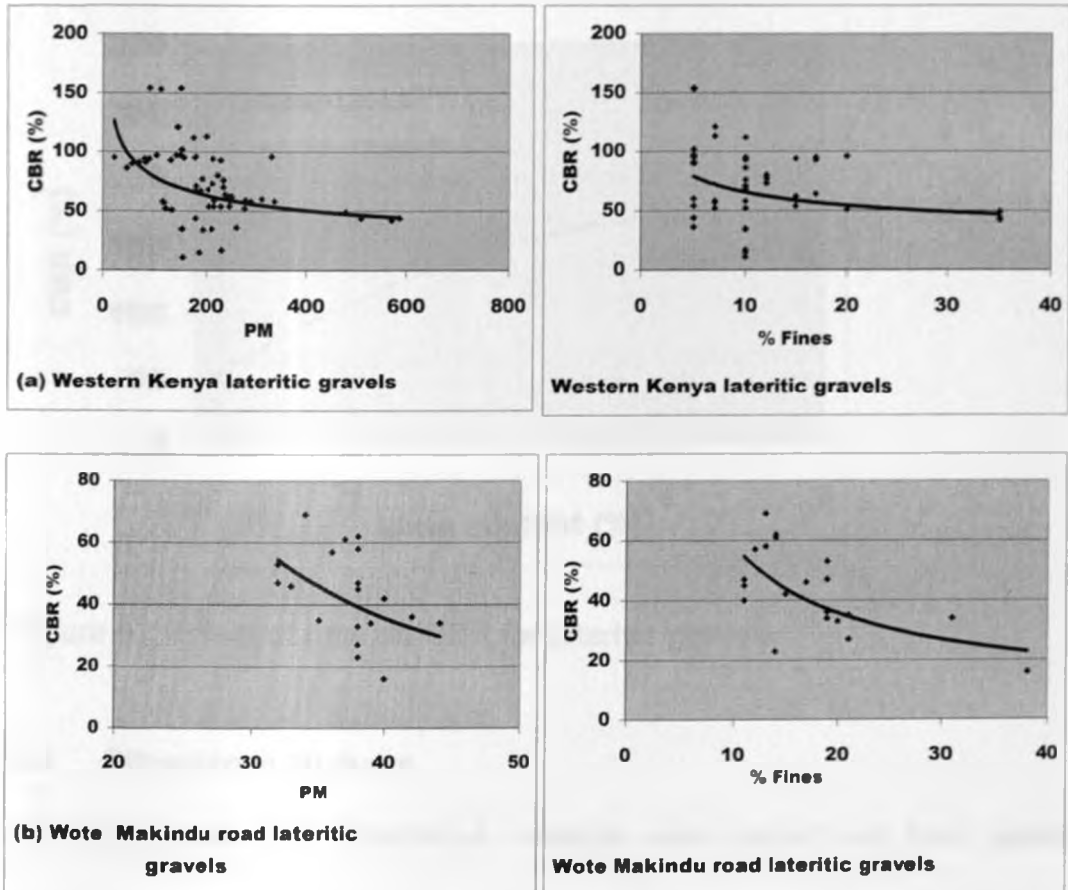 200
150
100
50
0
CBR (%)
0 200 400 600 800
PM
(a) Western Kenya lateritic gravels
200
150
100
50
0
CBR (%)
0 10 20 30 40
% Fines
Western Kenya lateritic gravels
80
60
40
20
0
CBR (%)
20 30 40 50
PM
(b) Wote Makindu road lateritic
gravels
80
60
40
20
0
CBR (%)
0 10 20 30 40
% Fines
Wote Makindu road lateritic gravels